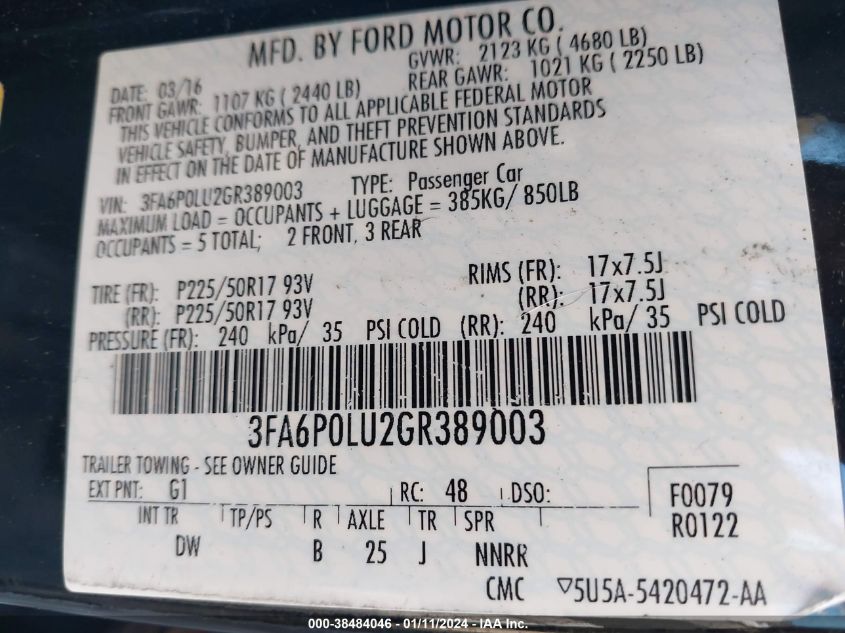 MFD. BY FORD MOTOR CO.
DATE: 03/16 GVWR: 2123 KG ( 4680 LB)
FRONT GAWR: 1107 KG ( 2440 LB) REAR GAWR: 1021 KG ( 2250 LB)
THIS VEHICLE CONFORMS TO ALL APPLICABLE FEDERAL MOTOR
VEHICLE SAFETY, BUMPER, AND THEFT PREVENTION STANDARDS
IN EFFECT ON THE DATE OF MANUFACTURE SHOWN ABOVE.
VIN: 3FA6P0LU2GR389003 TYPE: Passenger Car
MAXIMUM LOAD = OCCUPANTS + LUGGAGE = 385KG/ 850LB
OCCUPANTS = 5 TOTAL; 2 FRONT, 3 REAR
TIRE (FR): P225/50R17 93V RIMS (FR): 17x7.5J
(RR): P225/50R17 93V (RR): 17x7.5J
PRESSURE (FR): 240 kPa/ 35 PSI COLD (RR): 240 kPa/ 35 PSI COLD
3FA6P0LU2GR389003
TRAILER TOWING - SEE OWNER GUIDE
EXT PNT: G1 RC: 48 DSO: F0079
INT TR TP/PS R AXLE TR SPR R0122
DW B 25 J NNRR
CMC ▽5U5A-5420472-AA
000-38484046 - 01/11/2024 - IAA Inc.